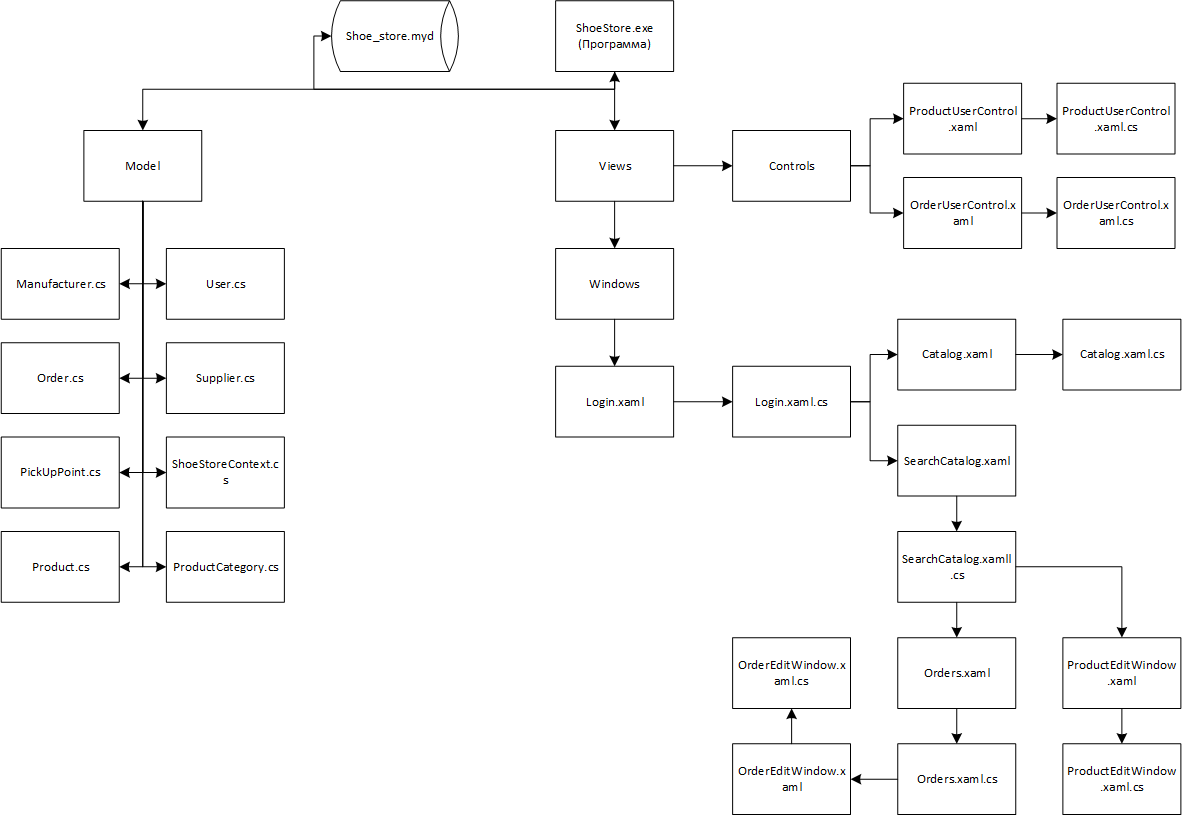 Shoe_store.myd
ShoeStore.exe
(Программа)
Model
Views
Controls
ProductUserControl
.xaml
ProductUserControl
.xaml.cs
OrderUserControl.x
aml
OrderUserControl.x
aml.cs
Manufacturer.cs
User.cs
Windows
Order.cs
Supplier.cs
Login.xaml
Login.xaml.cs
Catalog.xaml
Catalog.xaml.cs
SearchCatalog.xaml
PickUpPoint.cs
ShoeStoreContext.c
s
Product.cs
ProductCategory.cs
SearchCatalog.xamll
.cs
OrderEditWindow.x
aml.cs
Orders.xaml
ProductEditWindow
.xaml
OrderEditWindow.x
aml
Orders.xaml.cs
ProductEditWindow
.xaml.cs